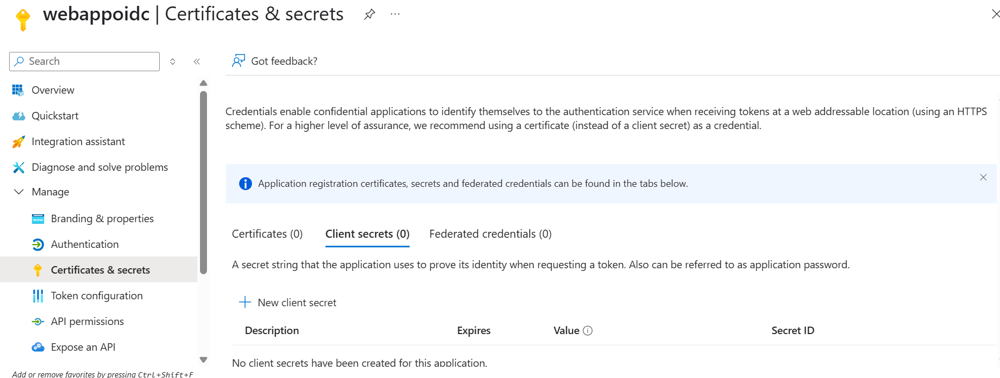 webappoidc | Certificates & secrets
Search
Got feedback?
Overview
Quickstart
Integration assistant
Diagnose and solve problems
Manage
Branding & properties
Authentication
Certificates & secrets
Token configuration
API permissions
Expose an API
Add or remove favorites by pressing Ctrl+Shift+F
Credentials enable confidential applications to identify themselves to the authentication service when receiving tokens at a web addressable location (using an HTTPS
scheme). For a higher level of assurance, we recommend using a certificate (instead of a client secret) as a credential.
Application registration certificates, secrets and federated credentials can be found in the tabs below.
Certificates (0) Client secrets (0) Federated credentials (0)
A secret string that the application uses to prove its identity when requesting a token. Also can be referred to as application password.
New client secret
Description Expires Value Secret ID
No client secrets have been created for this application.